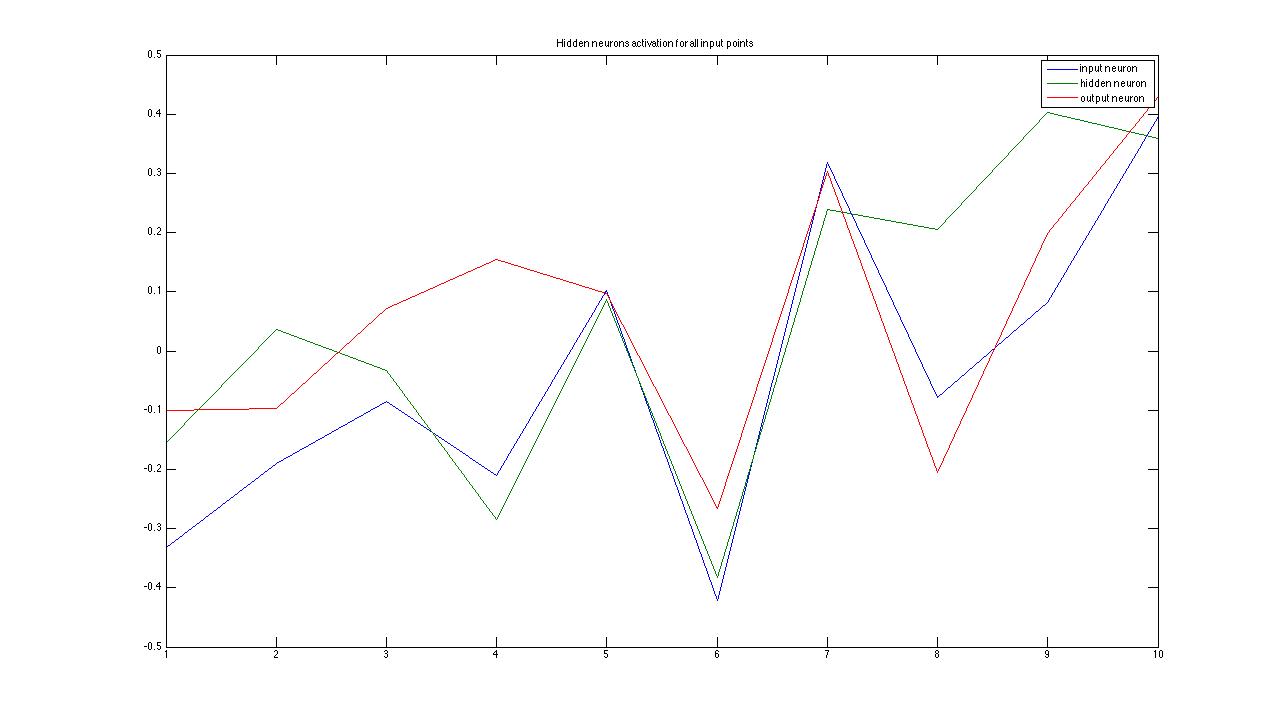 Hidden neurons activation for all input points
0.5
input neuron
hidden neuron
output neuron
0.4
0.3
0.2
0.1
0
-0.1
-0.2
-0.3
-0.4
-0.5
1 2 3 4 5 6 7 8 9 10